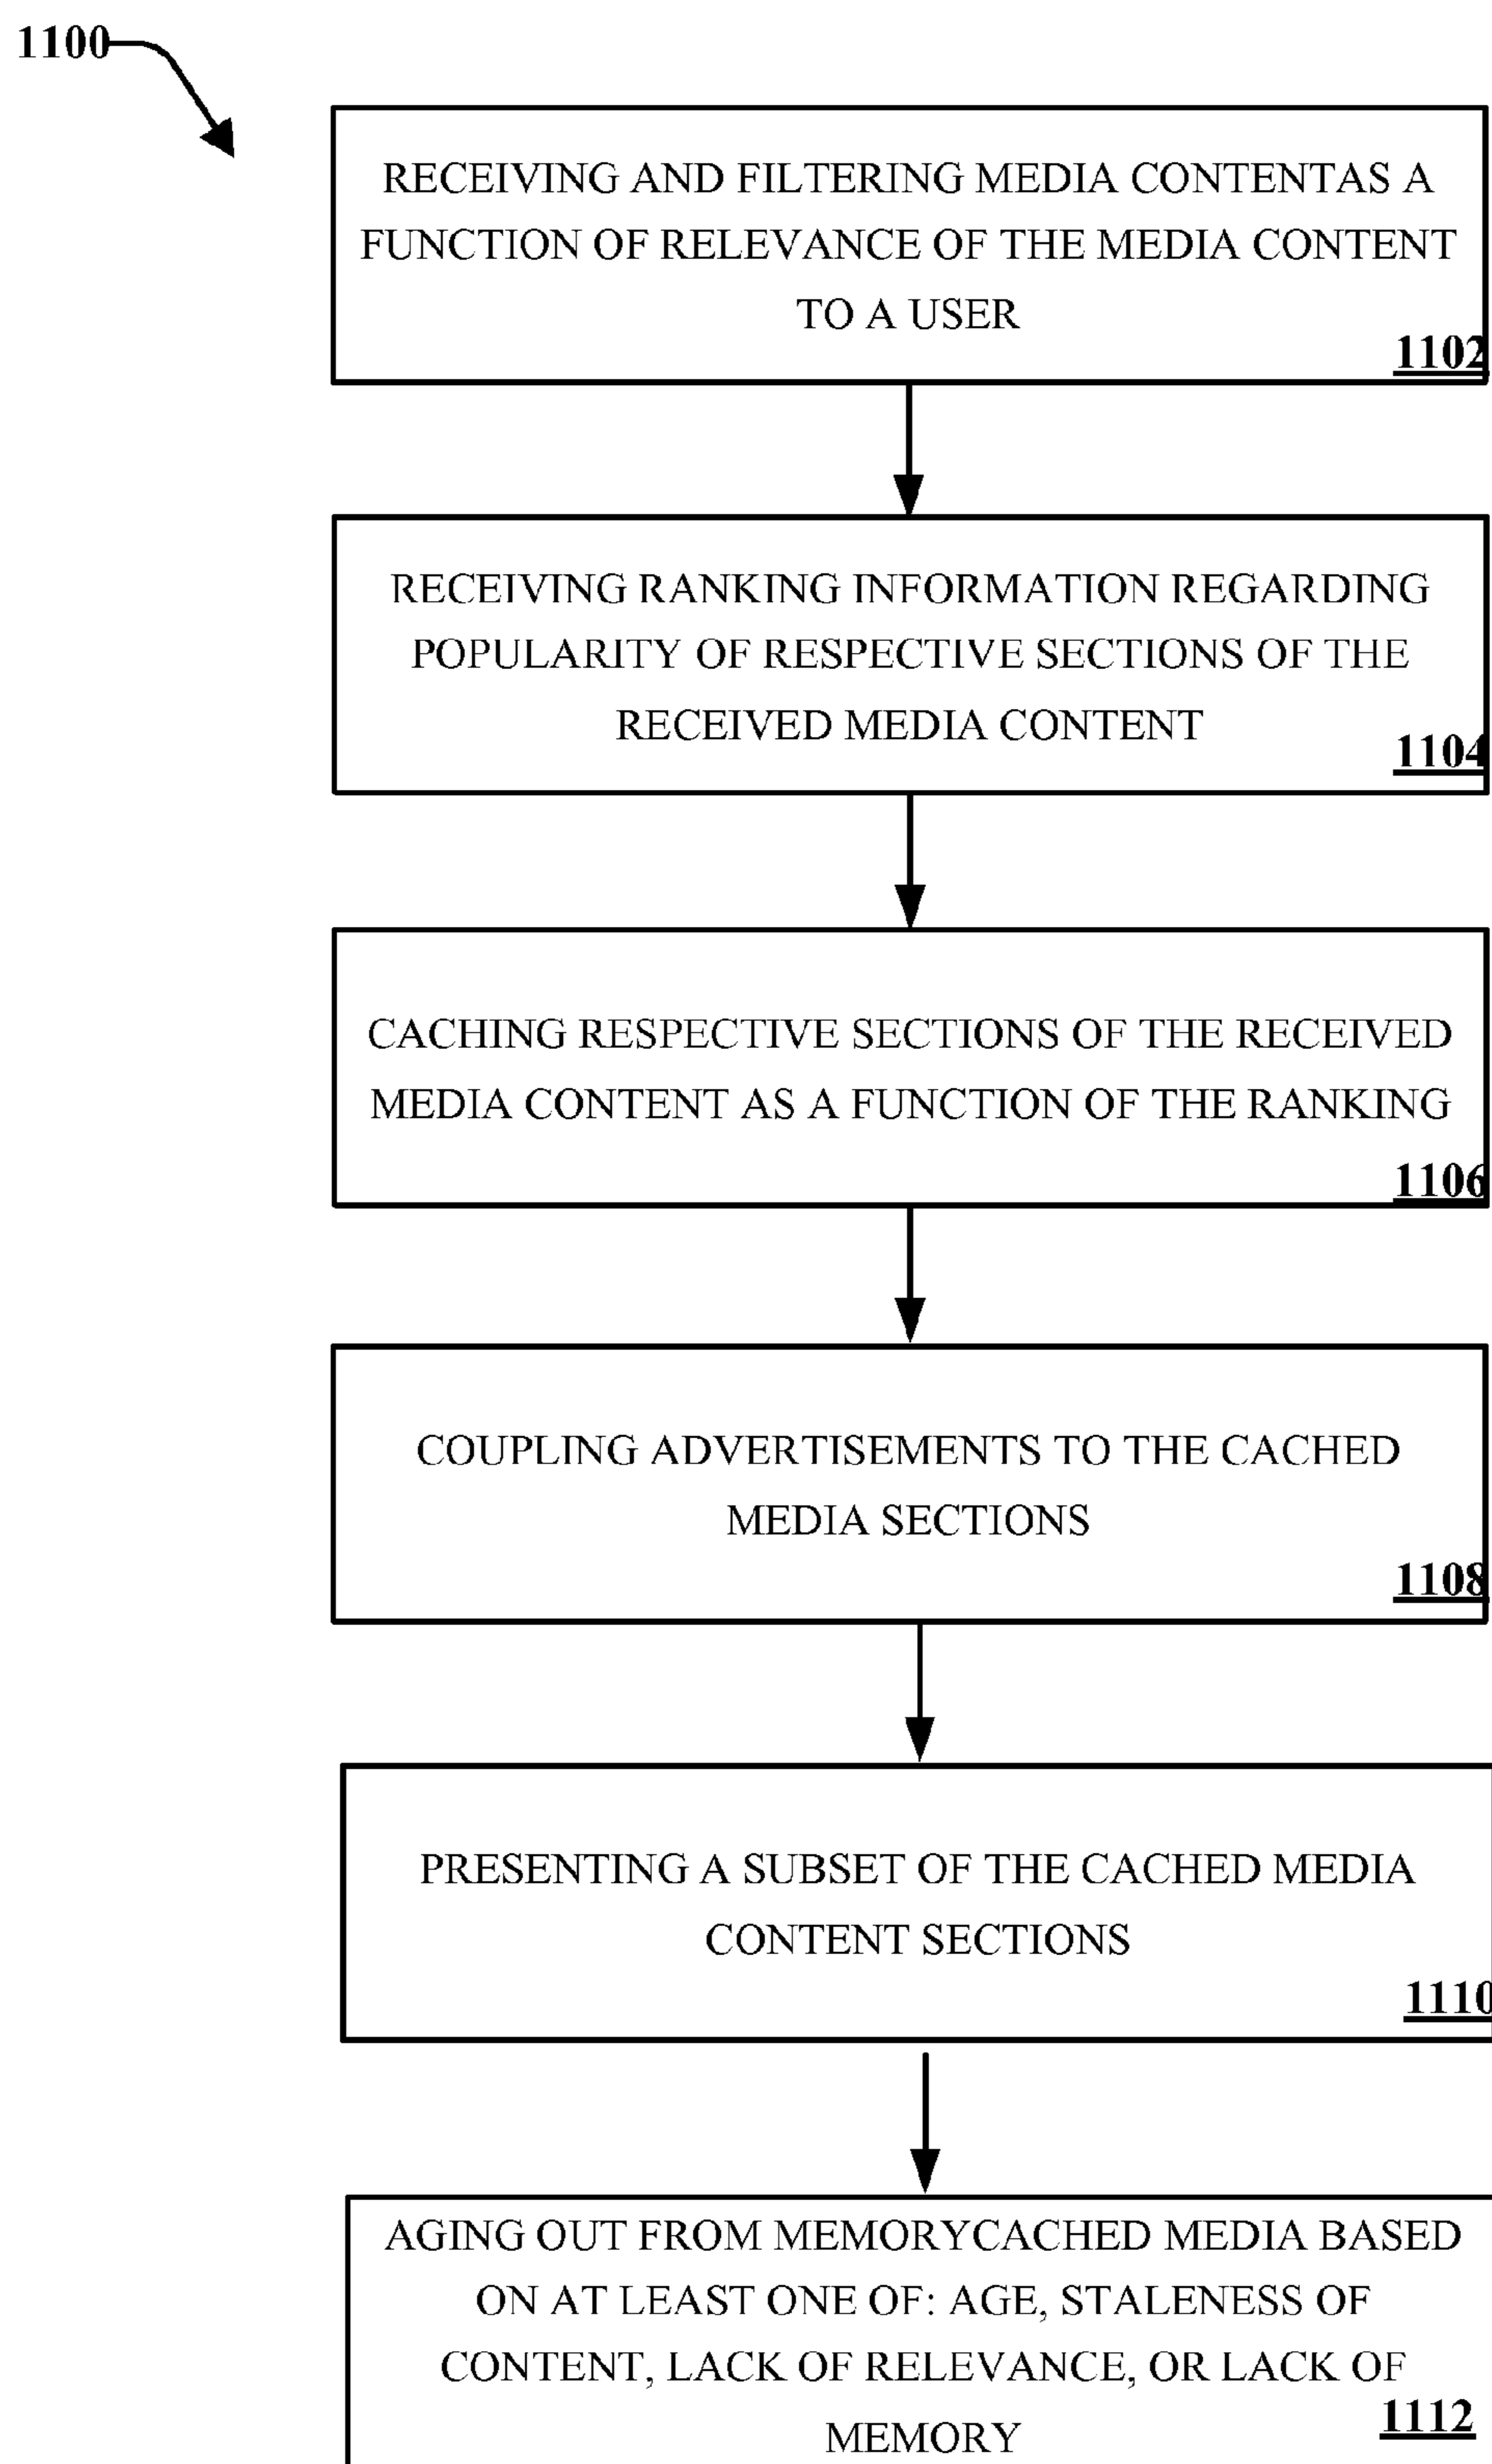 1100
RECEIVING AND FILTERING MEDIA CONTENTAS A
FUNCTION OF RELEVANCE OF THE MEDIA CONTENT
TO A USER
1102
RECEIVING RANKING INFORMATION REGARDING
POPULARITY OF RESPECTIVE SECTIONS OF THE
RECEIVED MEDIA CONTENT
1104
CACHING RESPECTIVE SECTIONS OF THE RECEIVED
MEDIA CONTENT AS A FUNCTION OF THE RANKING
1106
COUPLING ADVERTISEMENTS TO THE CACHED
MEDIA SECTIONS
1108
PRESENTING A SUBSET OF THE CACHED MEDIA
CONTENT SECTIONS
1110
AGING OUT FROM MEMORYCACHED MEDIA BASED
ON AT LEAST ONE OF: AGE, STALENESS OF
CONTENT, LACK OF RELEVANCE, OR LACK OF
MEMORY
1112